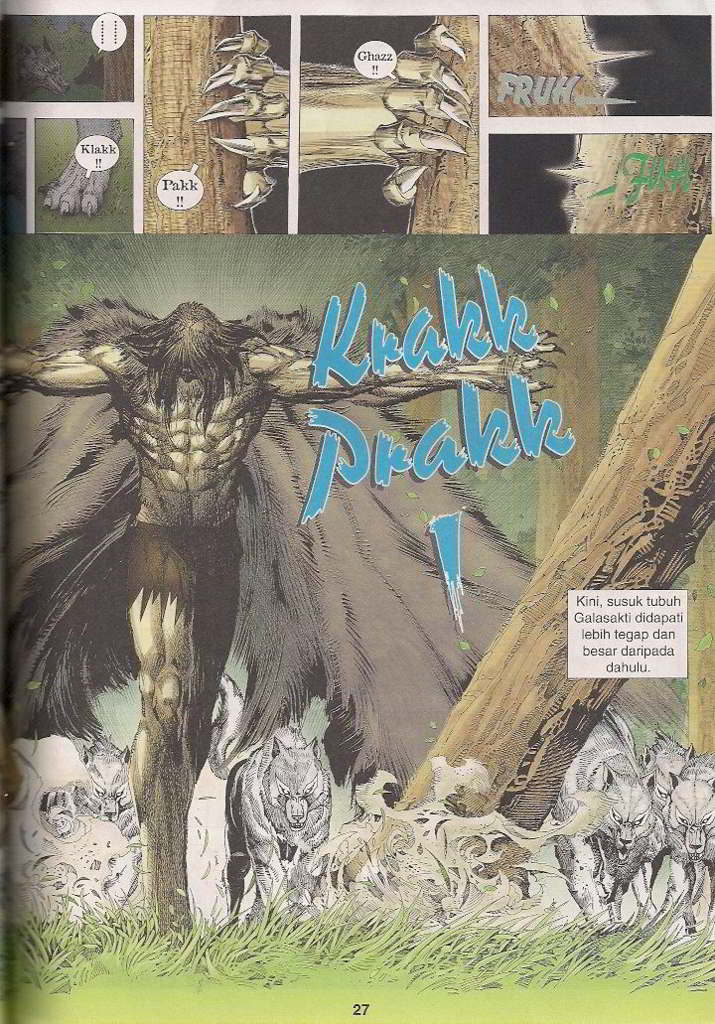 !!
Klakk
!!
Pakk
!!
Ghazz
!!
FRUH...
Krakk
Prakk
!
Kini, susuk tubuh
Galasakti didapati
lebih tegap dan
besar daripada
dahulu.
27